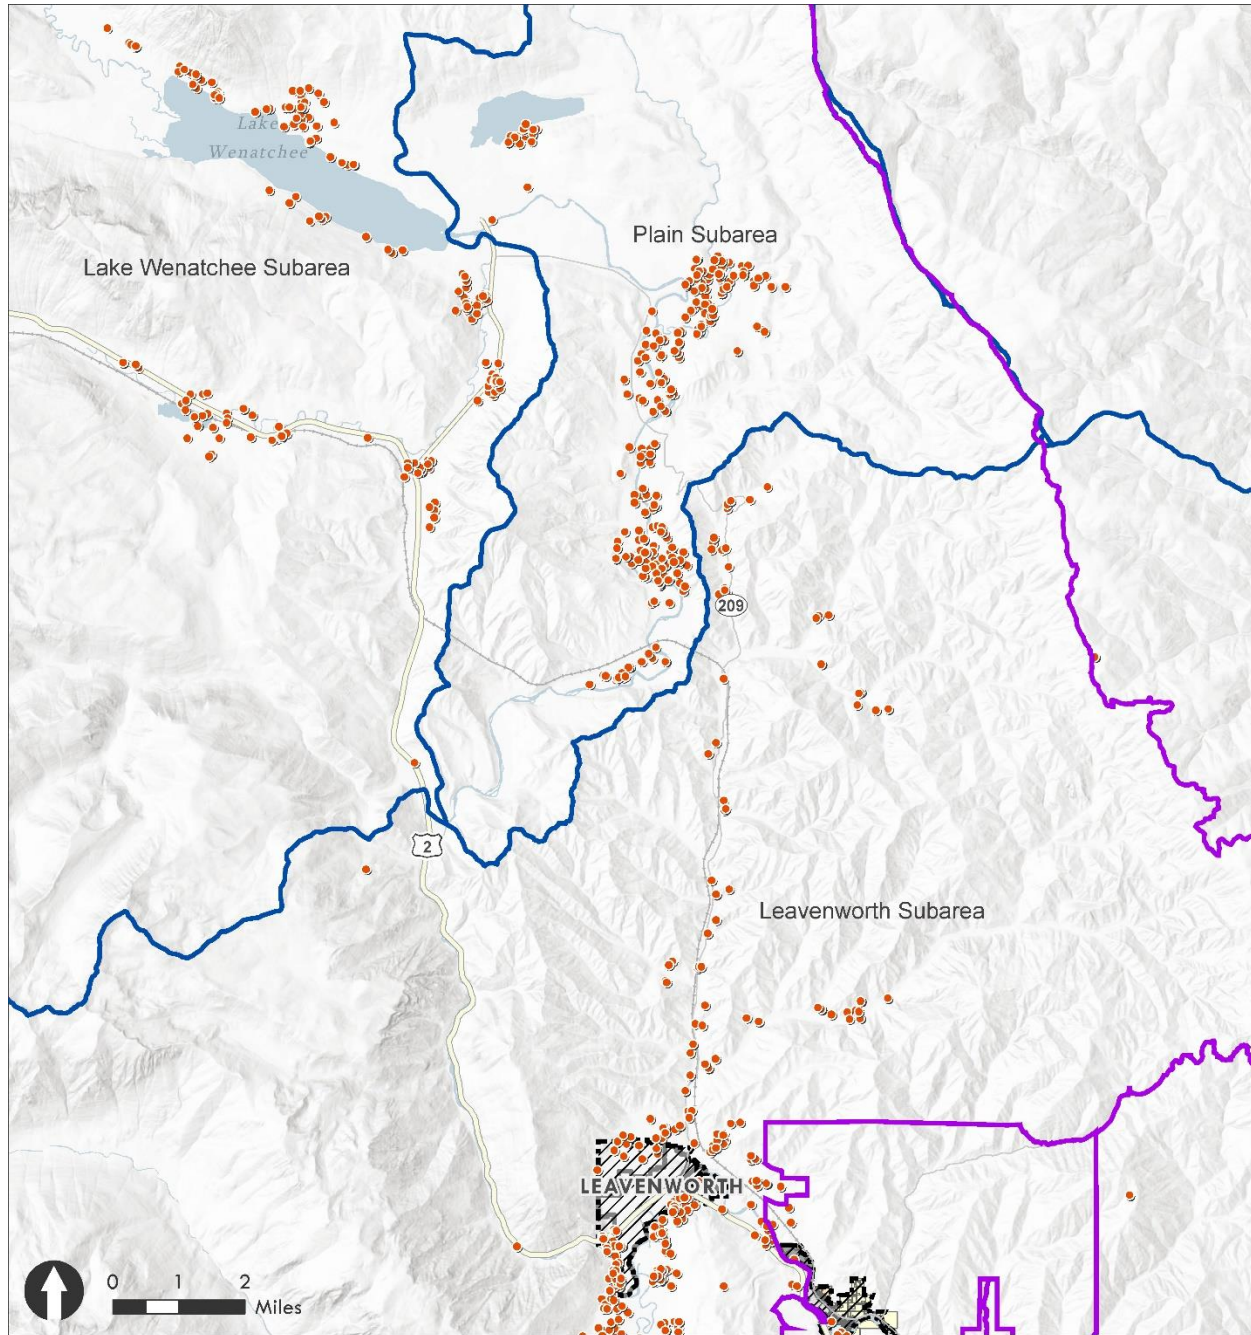 Lake
Wenatchee
Plain Subarea
Lake Wenatchee Subarea
209
2
Leavenworth Subarea
LEAVENWORTH
0 1 2
Miles